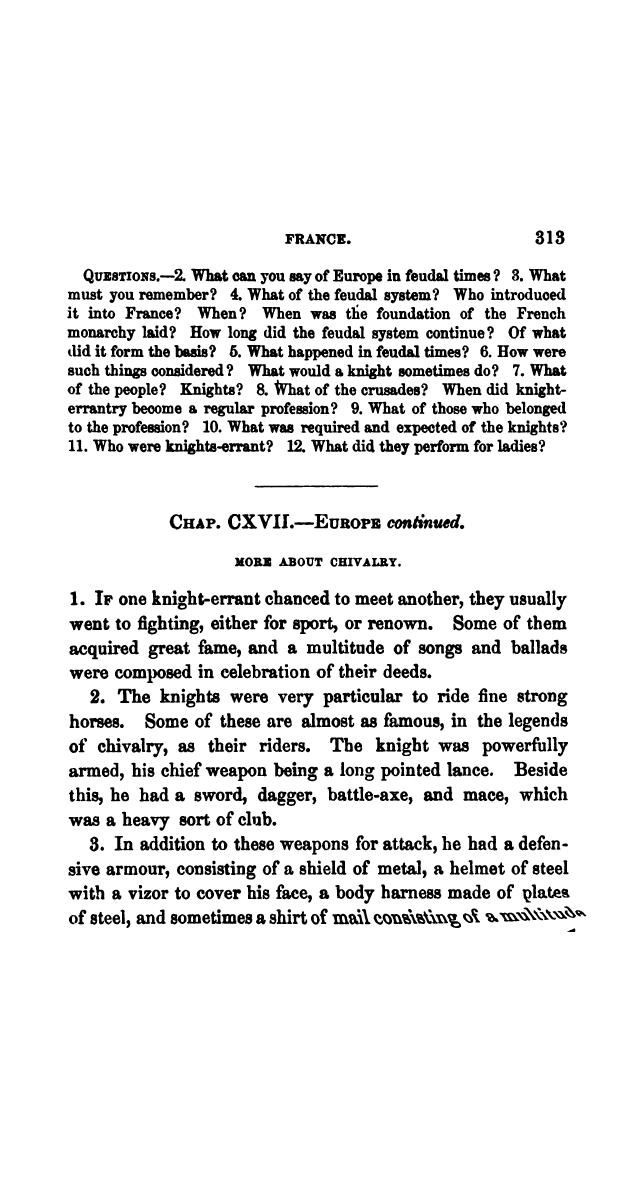 FRANCE. 313
QUESTIONS.—2. What can you say of Europe in feudal times? 3. What
must you remember? 4. What of the feudal system? Who introduced
it into France? When? When was the foundation of the French
monarchy laid? How long did the feudal system continue? Of what
did it form the basis? 5. What happened in feudal times? 6. How were
such things considered? What would a knight sometimes do? 7. What
of the people? Knights? 8. What of the crusades? When did knight-
errantry become a regular profession? 9. What of those who belonged
to the profession? 10. What was required and expected of the knights?
11. Who were knights-errant? 12. What did they perform for ladies?
CHAP. CXVII.—EUROPE continued.
MORE ABOUT CHIVALRY.
1. IF one knight-errant chanced to meet another, they usually
went to fighting, either for sport, or renown. Some of them
acquired great fame, and a multitude of songs and ballads
were composed in celebration of their deeds.
2. The knights were very particular to ride fine strong
horses. Some of these are almost as famous, in the legends
of chivalry, as their riders. The knight was powerfully
armed, his chief weapon being a long pointed lance. Beside
this, he had a sword, dagger, battle-axe, and mace, which
was a heavy sort of club.
3. In addition to these weapons for attack, he had a defen-
sive armour, consisting of a shield of metal, a helmet of steel
with a vizor to cover his face, a body harness made of plates
of steel, and sometimes a shirt of mail consisting of a multitude